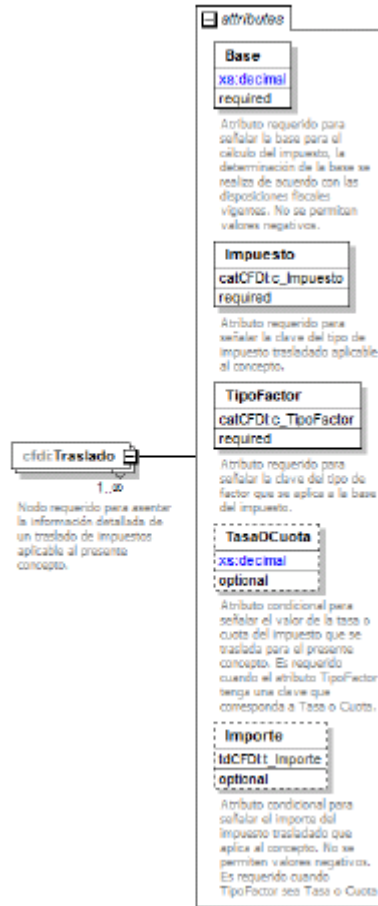 attributes
Base
xs:decimal
required
Atributo requerido para
señalar la base para el
cálculo del impuesto, la
determinación de la base se
realiza de acuerdo con las
disposiciones fiscales
vigentes. No se permiten
valores negativos.
Impuesto
catCFDI:c_Impuesto
required
Atributo requerido para
señalar la clave del tipo de
impuesto trasladado aplicable
al concepto.
TipoFactor
catCFDI:c_TipoFactor
required
Atributo requerido para
señalar la clave del tipo de
factor que se aplica a la base
del impuesto.
cfdi:Traslado
1..∞
Nodo requerido para asentar
la información detallada de
un traslado de impuestos
aplicable al presente
concepto.
TasaOCuota
xs:decimal
optional
Atributo condicional para
señalar el valor de la tasa o
cuota del impuesto que se
traslada para el presente
concepto. Es requerido
cuando el atributo TipoFactor
tenga una clave que
corresponda a Tasa o Cuota.
Importe
tdCFDI:t_Importe
optional
Atributo condicional para
señalar el importe del
impuesto trasladado que
aplica al concepto. No se
permiten valores negativos.
Es requerido cuando
TipoFactor sea Tasa o Cuota